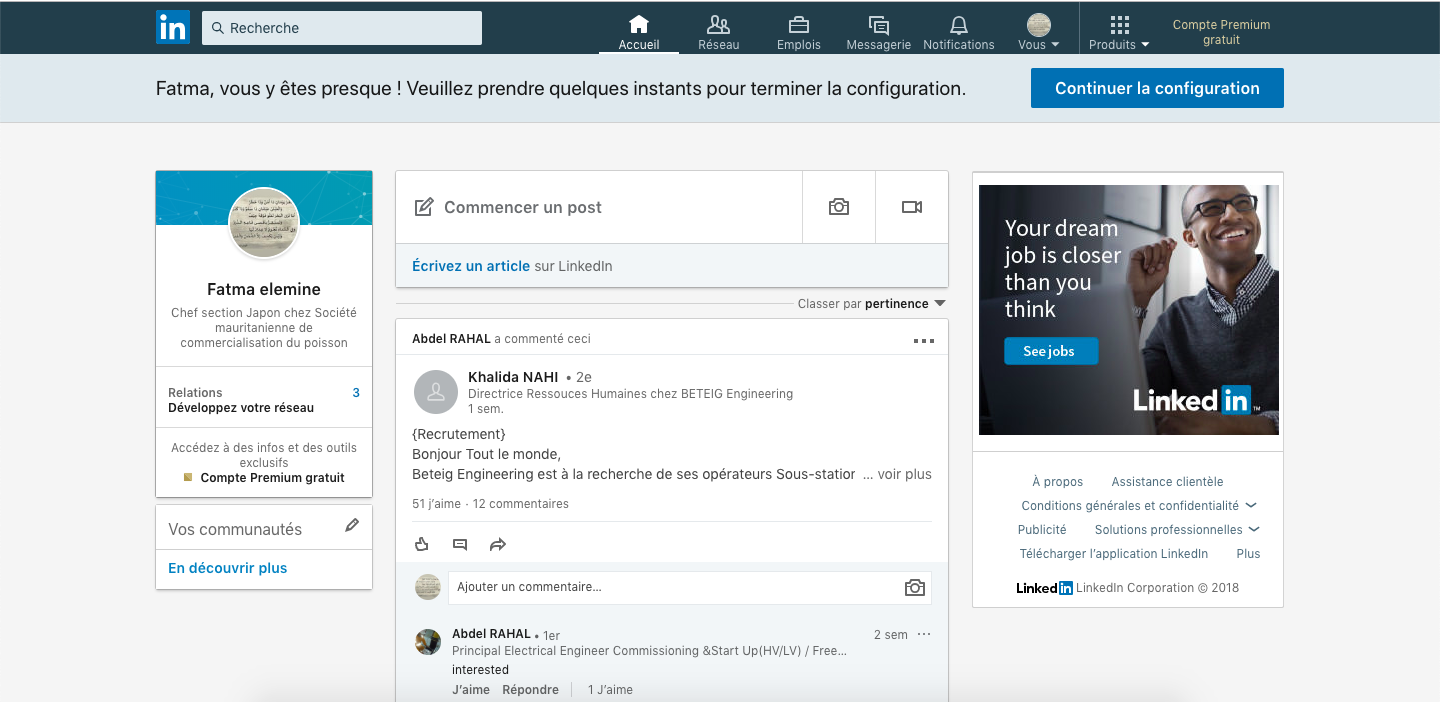 in
Recherche
Accueil
Réseau
Emplois
Messagerie
Notifications
Vous
Produits
Compte Premium
gratuit
Fatma, vous y êtes presque ! Veuillez prendre quelques instants pour terminer la configuration.
Continuer la configuration
Fatma elemine
Chef section Japon chez Société
mauritanienne de
commercialisation du poisson
Relations 3
Développez votre réseau
Accédez à des infos et des outils
exclusifs
Compte Premium gratuit
Vos communautés
En découvrir plus
Commencer un post
Écrivez un article sur LinkedIn
Classer par pertinence
Abdel RAHAL a commenté ceci
Khalida NAHI • 2e
Directrice Ressouces Humaines chez BETEIG Engineering
1 sem.
{Recrutement}
Bonjour Tout le monde,
Beteig Engineering est à la recherche de ses opérateurs Sous-station ... voir plus
51 j'aime · 12 commentaires
Ajouter un commentaire...
Abdel RAHAL • 1er 2 sem
Principal Electrical Engineer Commissioning &Start Up(HV/LV) / Free...
interested
J'aime Répondre 1 J'aime
Your dream
job is closer
than you
think
See jobs
LinkedIn™
À propos Assistance clientèle
Conditions générales et confidentialité
Publicité Solutions professionnelles
Télécharger l'application LinkedIn Plus
LinkedIn LinkedIn Corporation © 2018